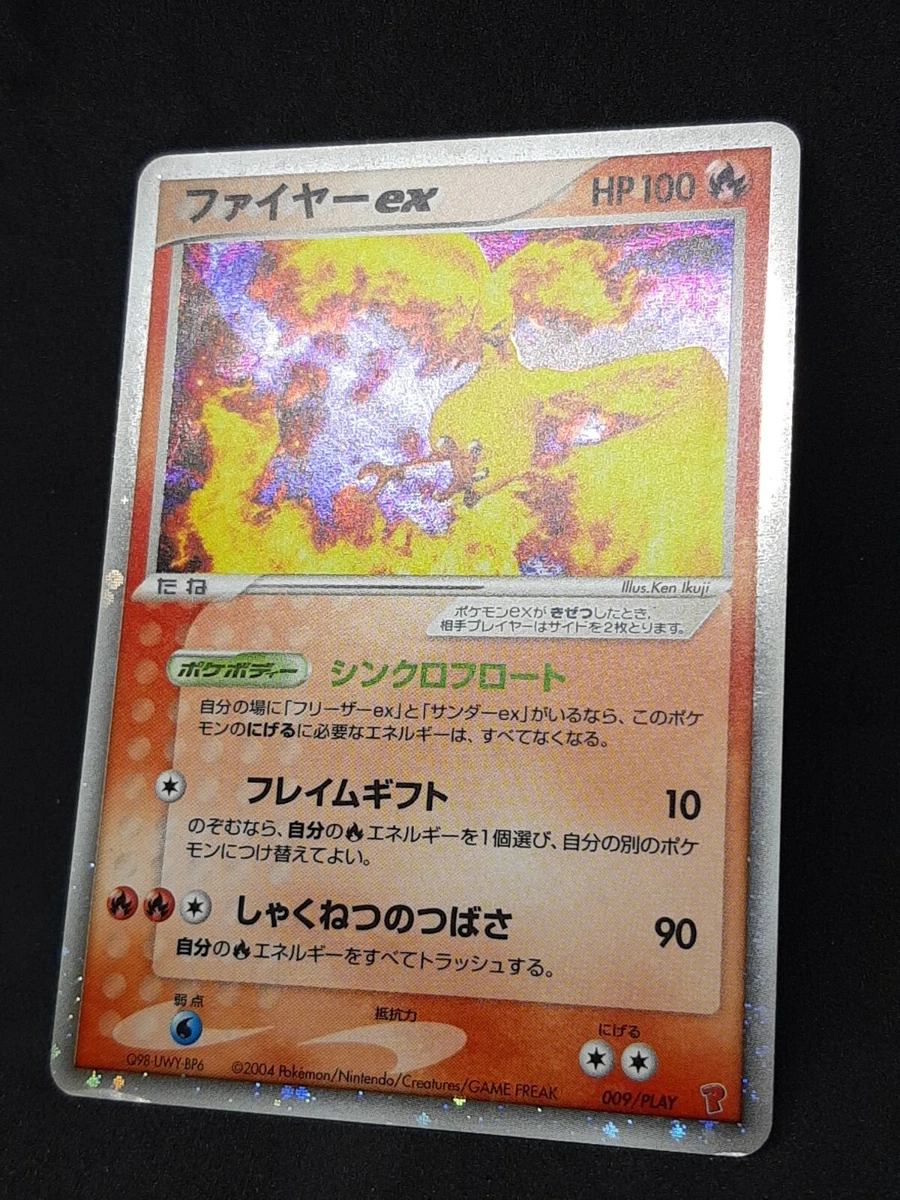 ファイヤーex HP100
たね
Illus.Ken Ikuji
ポケモンexが きぜつしたとき、
相手プレイヤーはサイドを2枚とります。
ポケボディー シンクロフロート
自分の場に「フリーザーex」と「サンダーex」がいるなら、このポケ
モンのにげるに必要なエネルギーは、すべてなくなる。
フレイムギフト 10
のぞむなら、自分のエネルギーを1個選び、自分の別のポケ
モンにつけ替えてよい。
しゃくねつのつばさ 90
自分のエネルギーをすべてトラッシュする。
弱点 抵抗力 にげる
Q98-UWY-BP6 ©2004 Pokémon/Nintendo/Creatures/GAME FREAK 009/PLAY P